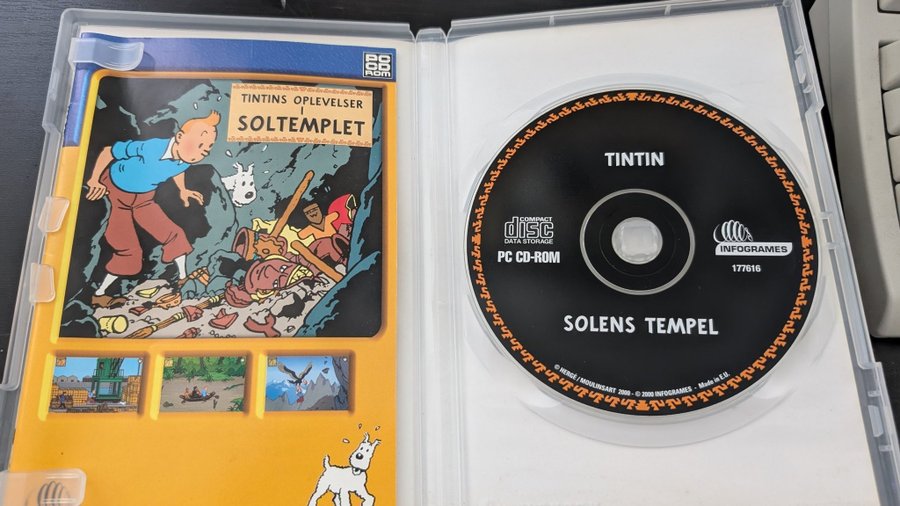 PC
CD
ROM
TINTINS OPLEVELSER
I
SOLTEMPLET
TINTIN
COMPACT
disc
DATA STORAGE
PC CD-ROM
INFOGRAMES
177616
SOLENS TEMPEL
© HERGÉ / MOULINSART 2000 - © 2000 INFOGRAMES - Made in E.U.